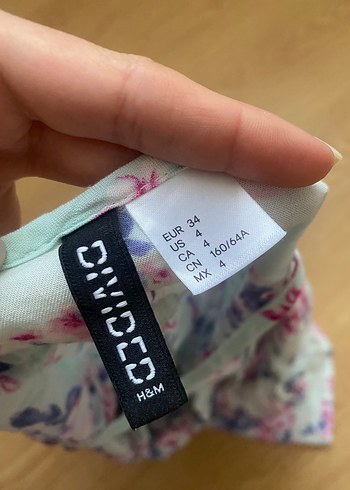 DIVIDED
H&M
EUR 34
US 4
CA 4
CN 160/64A
MX 4